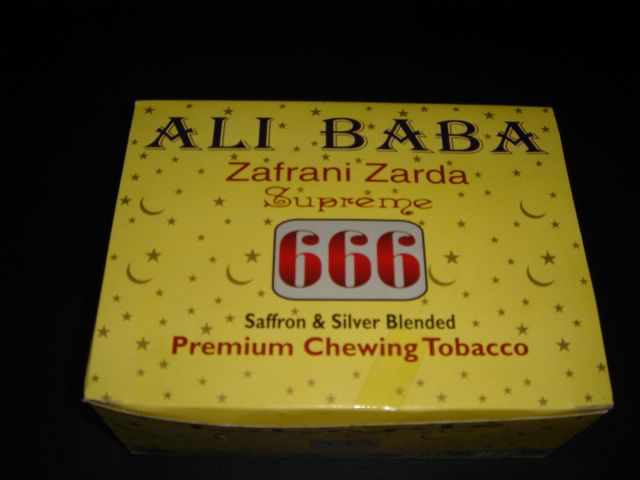 ALI BABA
Zafrani Zarda
Supreme
666
Saffron & Silver Blended
Premium Chewing Tobacco